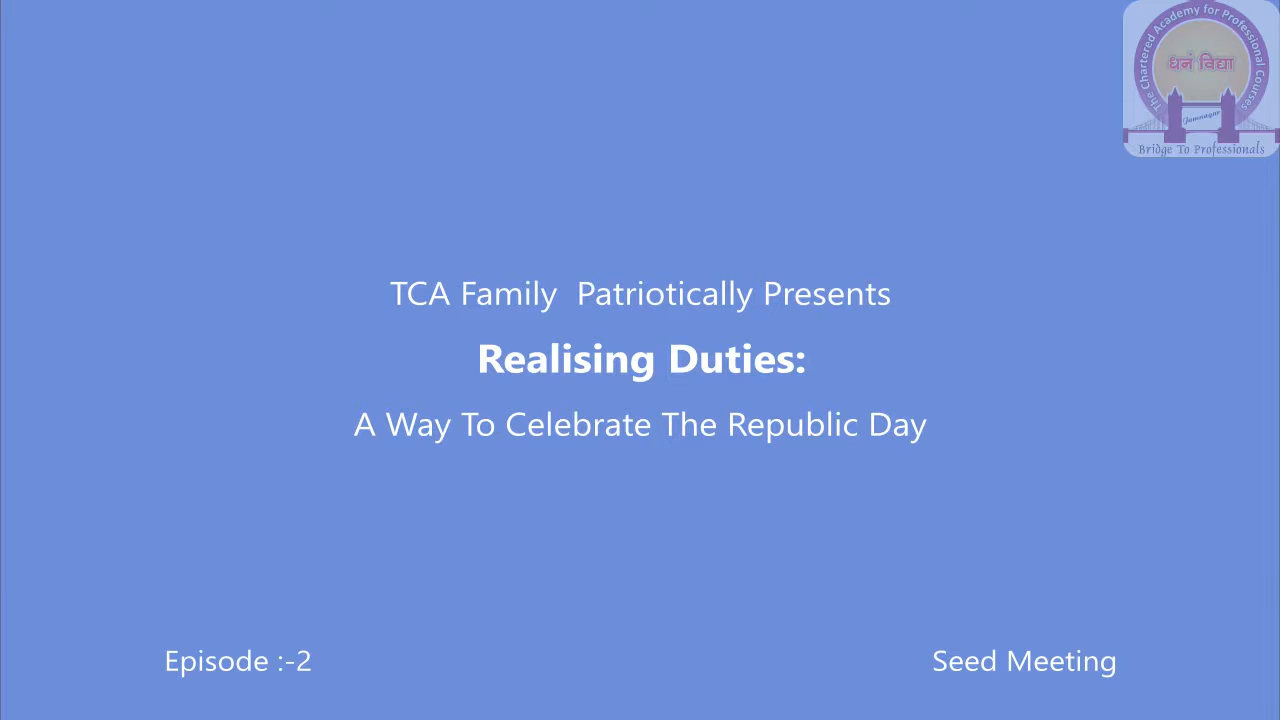 The Chartered Academy for Professional Courses
धनं विद्या
Jamnagar
Bridge To Professionals
TCA Family  Patriotically Presents
Realising Duties:
A Way To Celebrate The Republic Day
Episode :-2
Seed Meeting